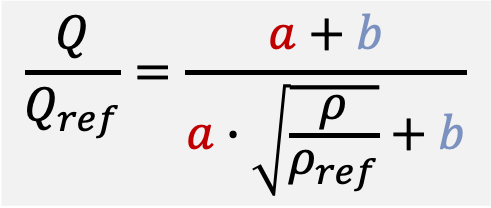 Q/Q_ref = (a + b)/(a · √(ρ/ρ_ref) + b)